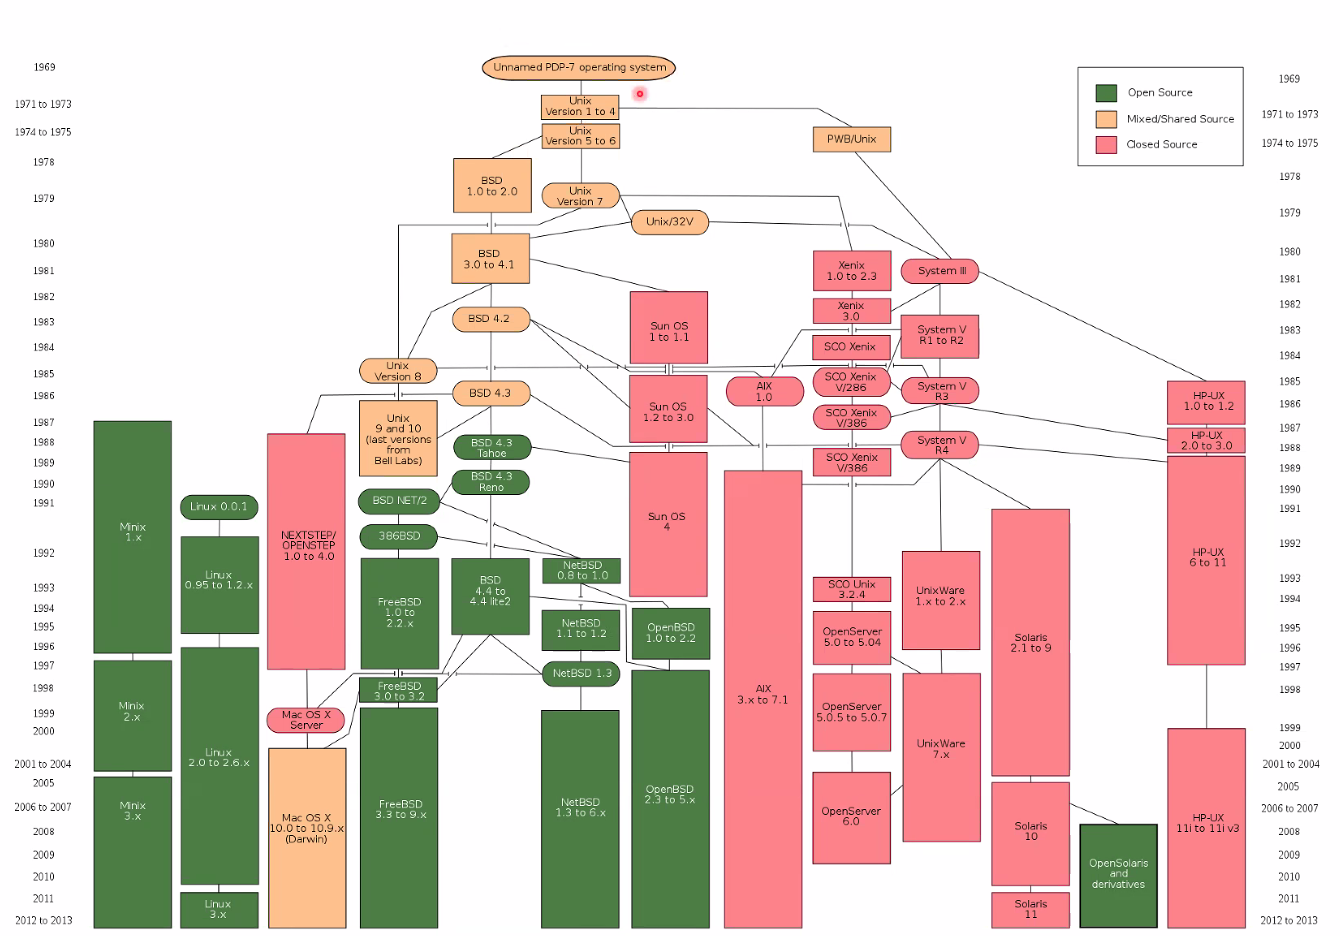 Unnamed PDP-7 operating system
1969
1971 to 1973
1974 to 1975
1978
1979
1980
1981
1982
1983
1984
1985
1986
1987
1988
1989
1990
1991
1992
1993
1994
1995
1996
1997
1998
1999
2000
2001 to 2004
2005
2006 to 2007
2008
2009
2010
2011
2012 to 2013
Minix
1.x
Minix
2.x
Minix
3.x
Linux 0.0.1
Linux
0.95 to 1.2.x
Linux
2.0 to 2.6.x
Linux
3.x
NEXTSTEP/
OPENSTEP
1.0 to 4.0
Mac OS X
Server
Mac OS X
10.0 to 10.9.x
(Darwin)
Unix
Version 8
Unix
9 and 10
(last versions
from
Bell Labs)
BSD NET/2
386BSD
FreeBSD
1.0 to
2.2.x
FreeBSD
3.0 to 3.2
FreeBSD
3.3 to 9.x
BSD
1.0 to 2.0
BSD
3.0 to 4.1
BSD 4.2
BSD 4.3
BSD 4.3
Tahoe
BSD 4.3
Reno
BSD
4.4 to
4.4 lite2
Unix
Version 1 to 4
Unix
Version 5 to 6
Unix
Version 7
Unix/32V
NetBSD
0.8 to 1.0
NetBSD
1.1 to 1.2
NetBSD 1.3
NetBSD
1.3 to 6.x
Sun OS
1 to 1.1
Sun OS
1.2 to 3.0
Sun OS
4
OpenBSD
1.0 to 2.2
OpenBSD
2.3 to 5.x
AIX
1.0
AIX
3.x to 7.1
PWB/Unix
Xenix
1.0 to 2.3
Xenix
3.0
SCO Xenix
SCO Xenix
V/286
SCO Xenix
V/386
SCO Xenix
V/386
SCO Unix
3.2.4
OpenServer
5.0 to 5.04
OpenServer
5.0.5 to 5.0.7
OpenServer
6.0
System III
System V
R1 to R2
System V
R3
System V
R4
UnixWare
1.x to 2.x
UnixWare
7.x
Solaris
2.1 to 9
Solaris
10
Solaris
11
OpenSolaris
and
derivatives
HP-UX
1.0 to 1.2
HP-UX
2.0 to 3.0
HP-UX
6 to 11
HP-UX
11i to 11i v3
Open Source
Mixed/Shared Source
Closed Source
1969
1971 to 1973
1974 to 1975
1978
1979
1980
1981
1982
1983
1984
1985
1986
1987
1988
1989
1990
1991
1992
1993
1994
1995
1996
1997
1998
1999
2000
2001 to 2004
2005
2006 to 2007
2008
2009
2010
2011
2012 to 2013